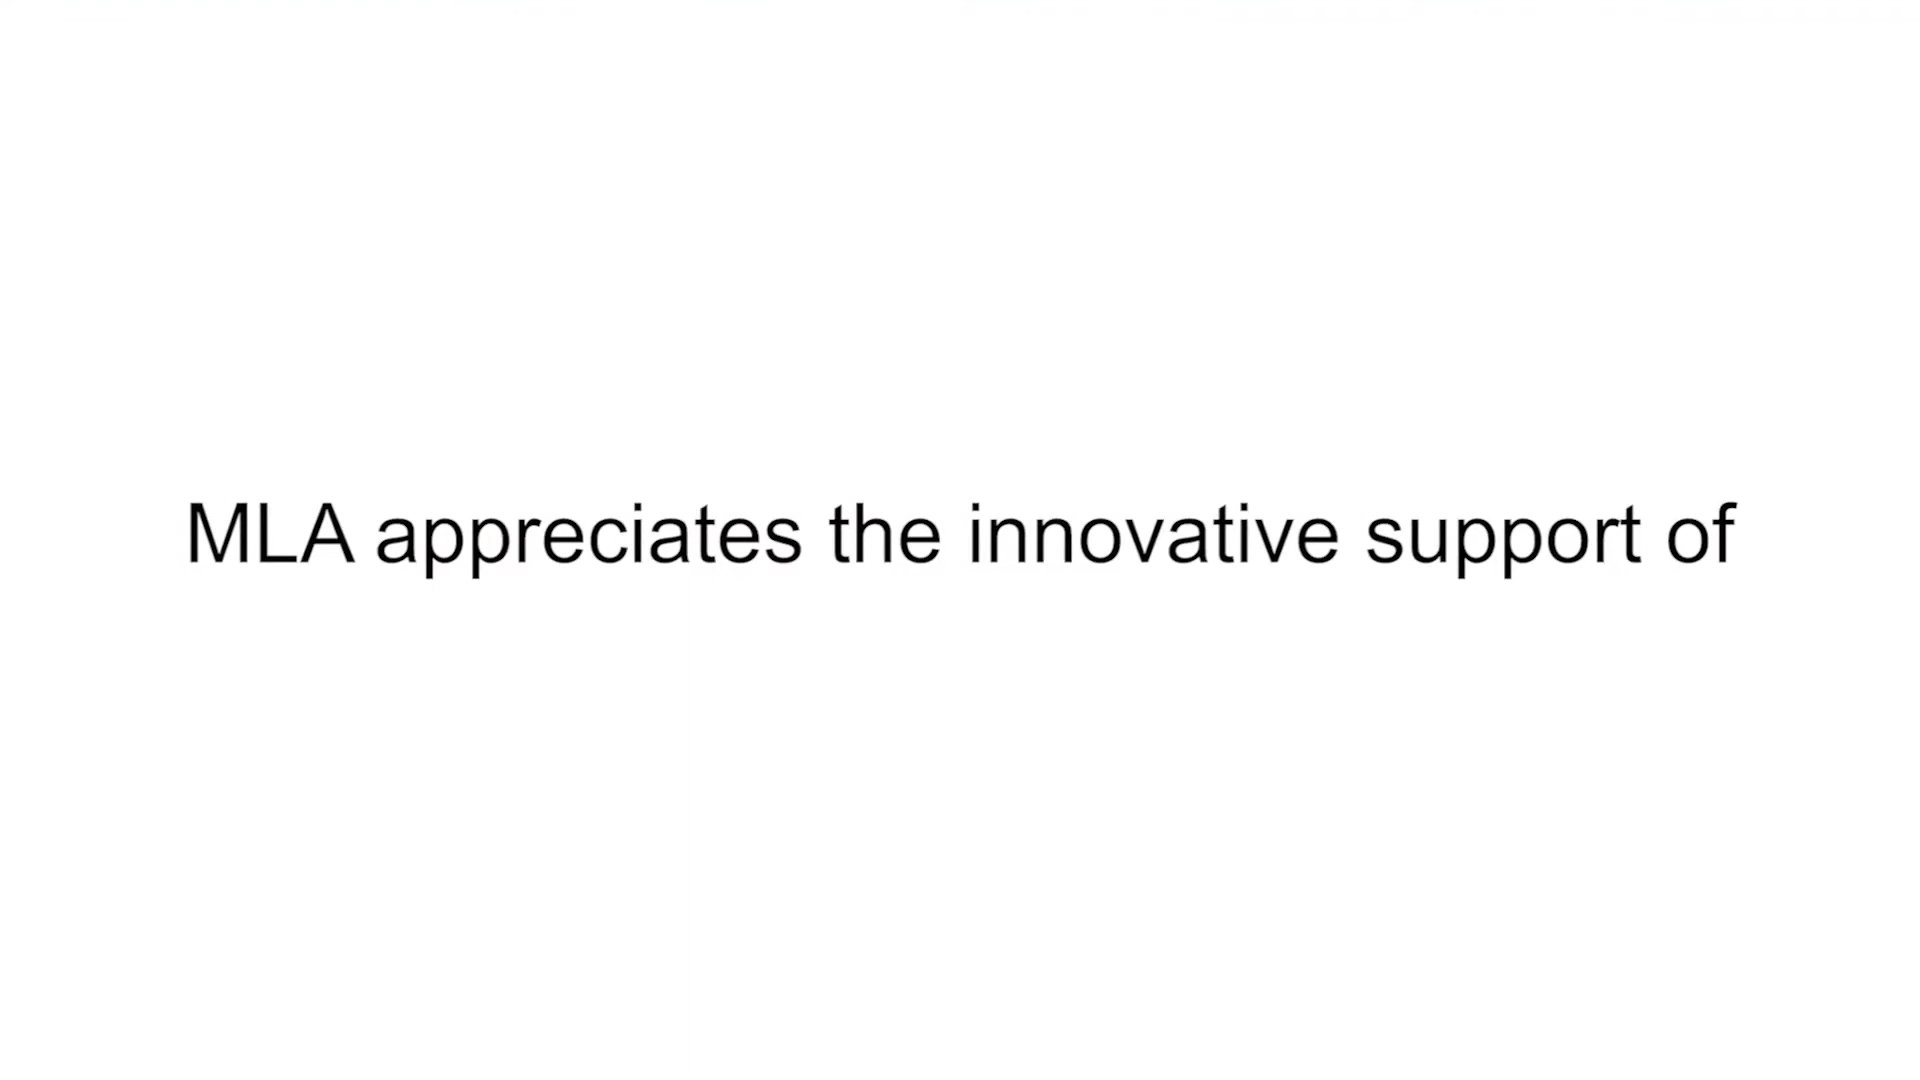 MLA appreciates the innovative support of